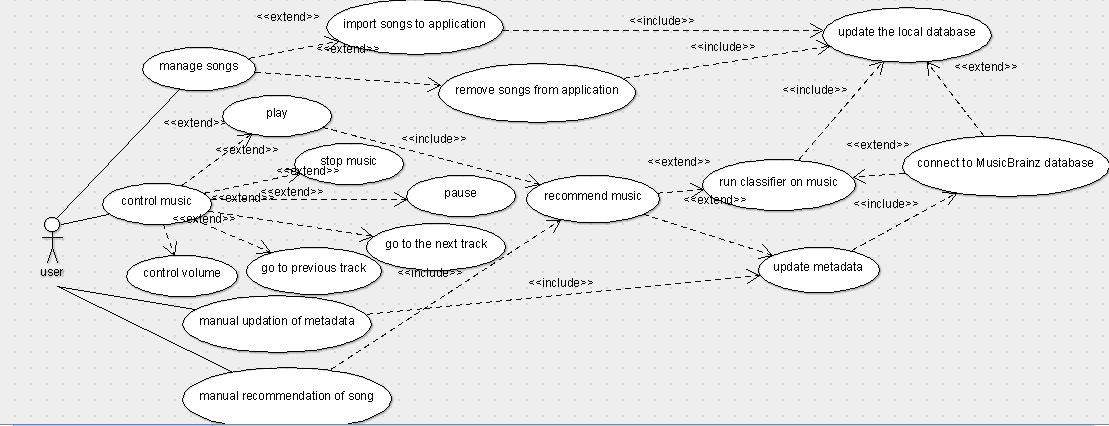 <<extend>>
import songs to application
<<include>>
update the local database
<<extend>>
<<include>>
manage songs
<<extend>>
remove songs from application
<<include>>
play
<<extend>>
<<include>>
<<extend>>
stop music
<<extend>>
<<extend>>
<<extend>>
connect to MusicBrainz database
<<extend>>
run classifier on music
pause
<<extend>>
control music
<<extend>>
recommend music
<<extend>>
<<include>>
<<extend>>
go to the next track
user
control volume
go to previous track
<<include>>
update metadata
<<include>>
manual updation of metadata
manual recommendation of song